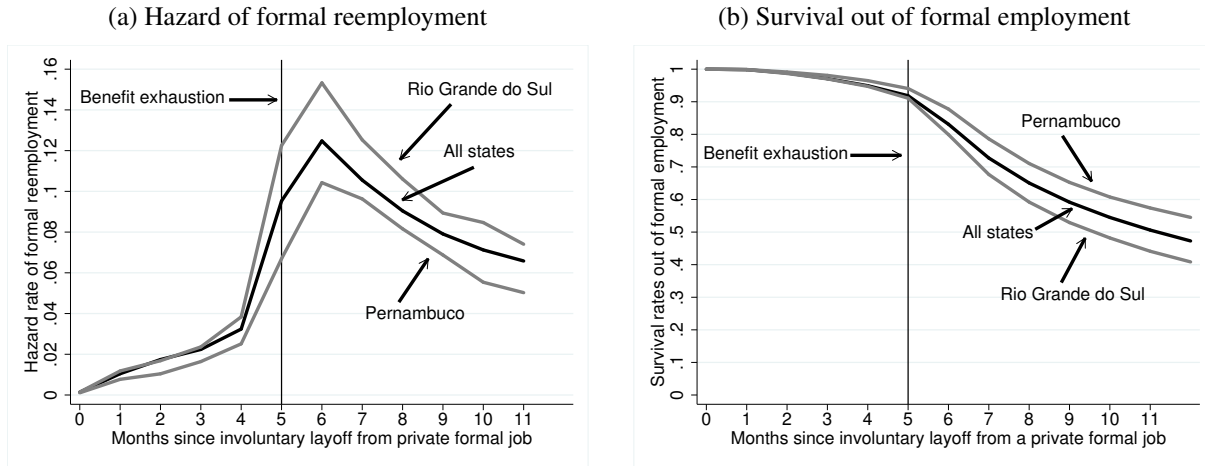 (a) Hazard of formal reemployment
Hazard rate of formal reemployment
0 .02 .04 .06 .08 .1 .12 .14 .16
Benefit exhaustion
Rio Grande do Sul
All states
Pernambuco
0 1 2 3 4 5 6 7 8 9 10 11
Months since involuntary layoff from private formal job
(b) Survival out of formal employment
Survival rates out of formal employment
0 .1 .2 .3 .4 .5 .6 .7 .8 .9 1
Pernambuco
Benefit exhaustion
All states
Rio Grande do Sul
0 1 2 3 4 5 6 7 8 9 10 11
Months since involuntary layoff from a private formal job